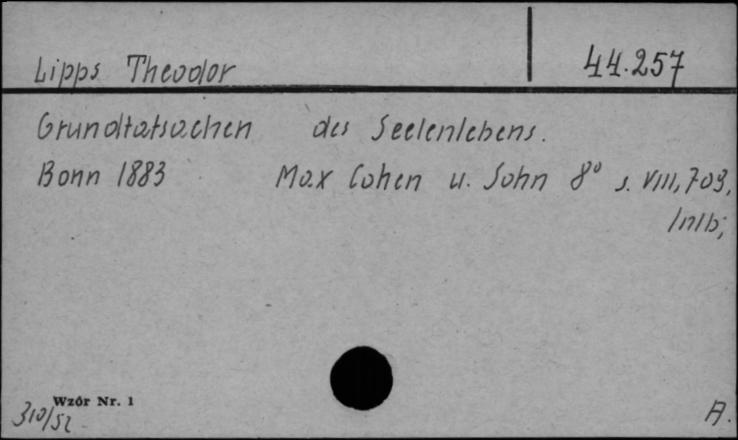 Lipps Theodor 44.257
Grundtatsachen des Seelenlebens.
Bonn 1883 Max Cohen u. Sohn 8° s. VIII, 709,
Inlb;
Wzór Nr. 1
310/52
A.